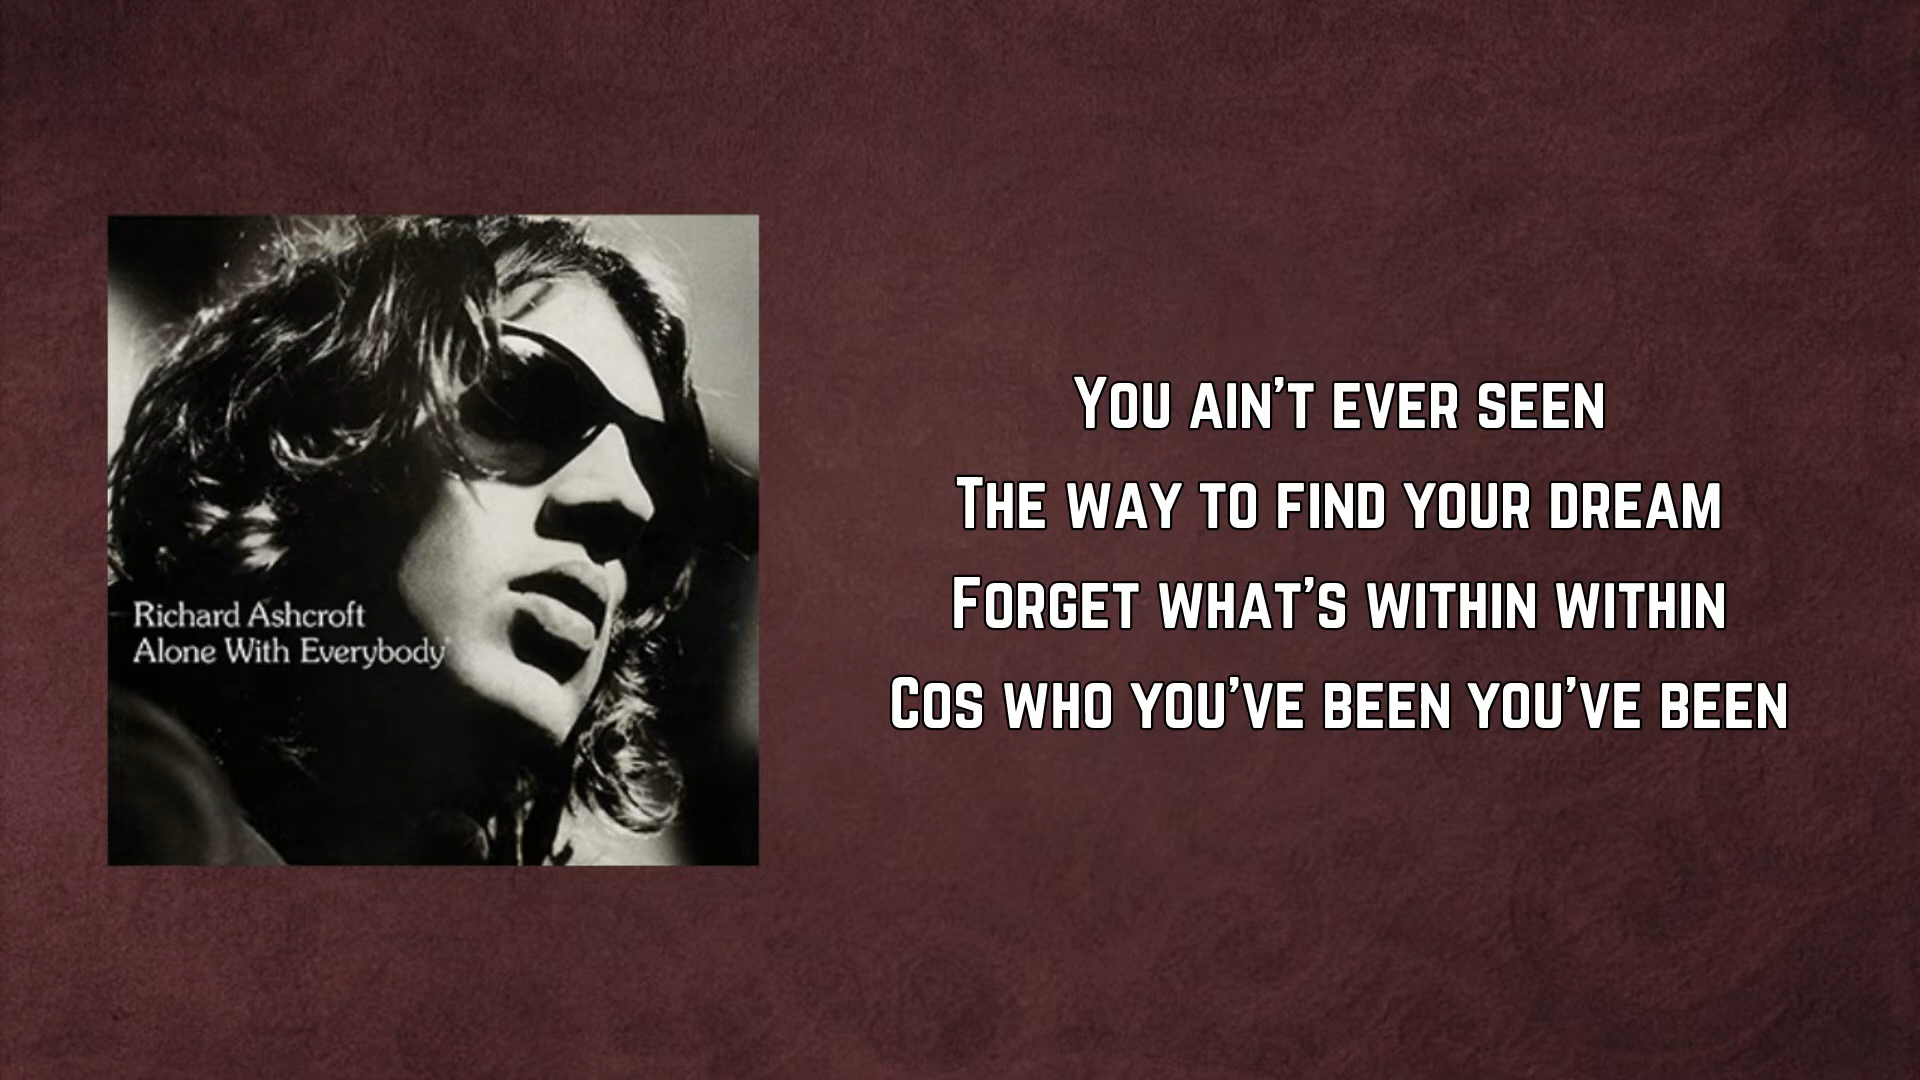 Richard Ashcroft
Alone With Everybody
You ain't ever seen
The way to find your dream
Forget what's within within
Cos who you've been you've been